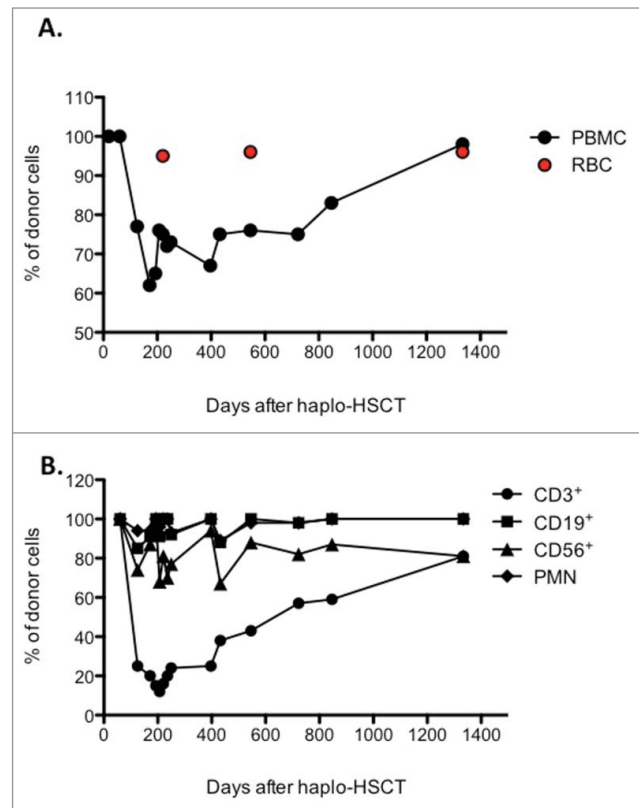 A.
110
100
90
80
70
60
50
% of donor cells
0 200 400 600 800 1000 1200 1400
Days after haplo-HSCT
PBMC
RBC
B.
120
100
80
60
40
20
0
% of donor cells
0 200 400 600 800 1000 1200 1400
Days after haplo-HSCT
CD3⁺
CD19⁺
CD56⁺
PMN